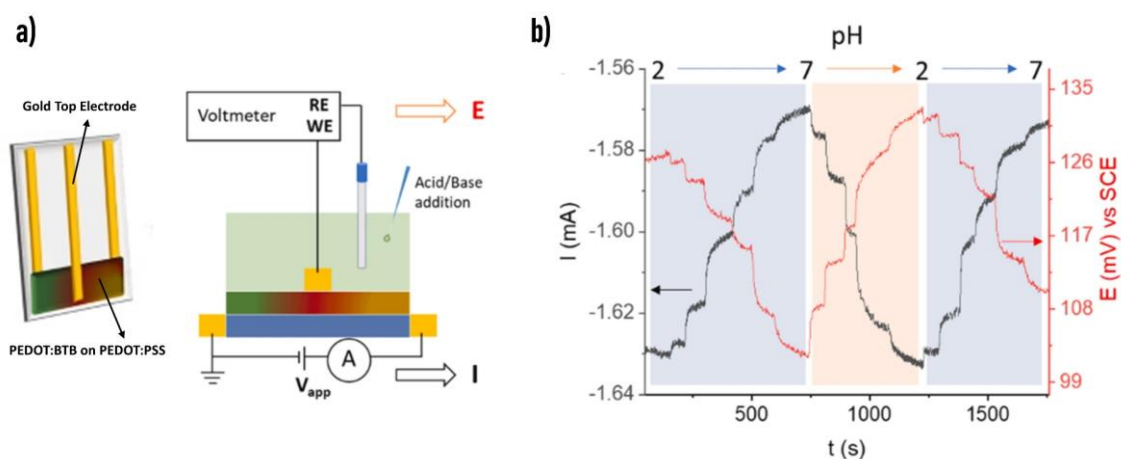 a)
Gold Top Electrode
PEDOT:BTB on PEDOT:PSS
Voltmeter
RE
WE
E
Acid/Base
addition
A
Vapp
I
b)
pH
2
7
2
7
-1.56
-1.58
-1.60
-1.62
-1.64
I (mA)
135
126
117
108
99
E (mV) vs SCE
500
1000
1500
t (s)